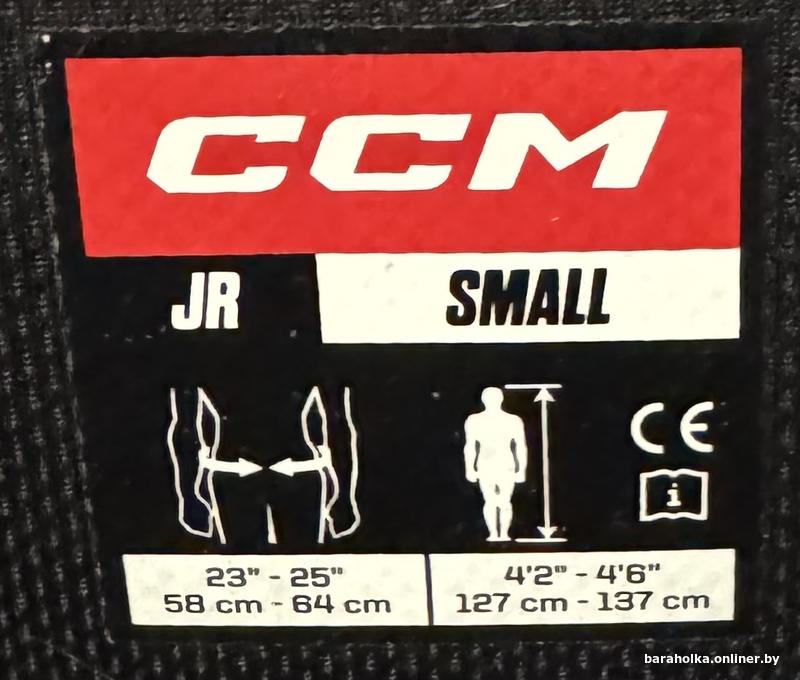 CCM
JR SMALL
CE
i
23" - 25"
58 cm - 64 cm
4'2" - 4'6"
127 cm - 137 cm
baraholka.onliner.by